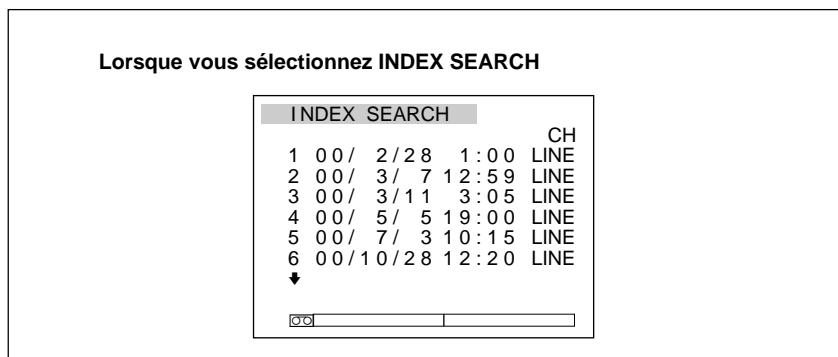 Lorsque vous sélectionnez INDEX SEARCH
INDEX SEARCH
CH
1 00/ 2/28 1:00 LINE
2 00/ 3/ 7 12:59 LINE
3 00/ 3/11 3:05 LINE
4 00/ 5/ 5 19:00 LINE
5 00/ 7/ 3 10:15 LINE
6 00/10/28 12:20 LINE